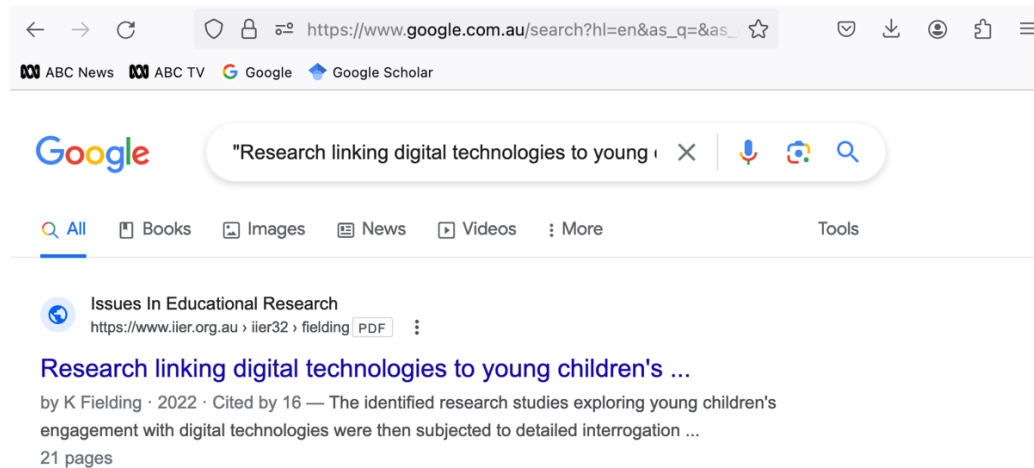 https://www.google.com.au/search?hl=en&as_q=&as_
ABC News ABC TV Google Google Scholar
Google "Research linking digital technologies to young
All Books Images News Videos More Tools
Issues In Educational Research
https://www.iier.org.au › iier32 › fielding PDF
Research linking digital technologies to young children's ...
by K Fielding · 2022 · Cited by 16 — The identified research studies exploring young children's
engagement with digital technologies were then subjected to detailed interrogation ...
21 pages